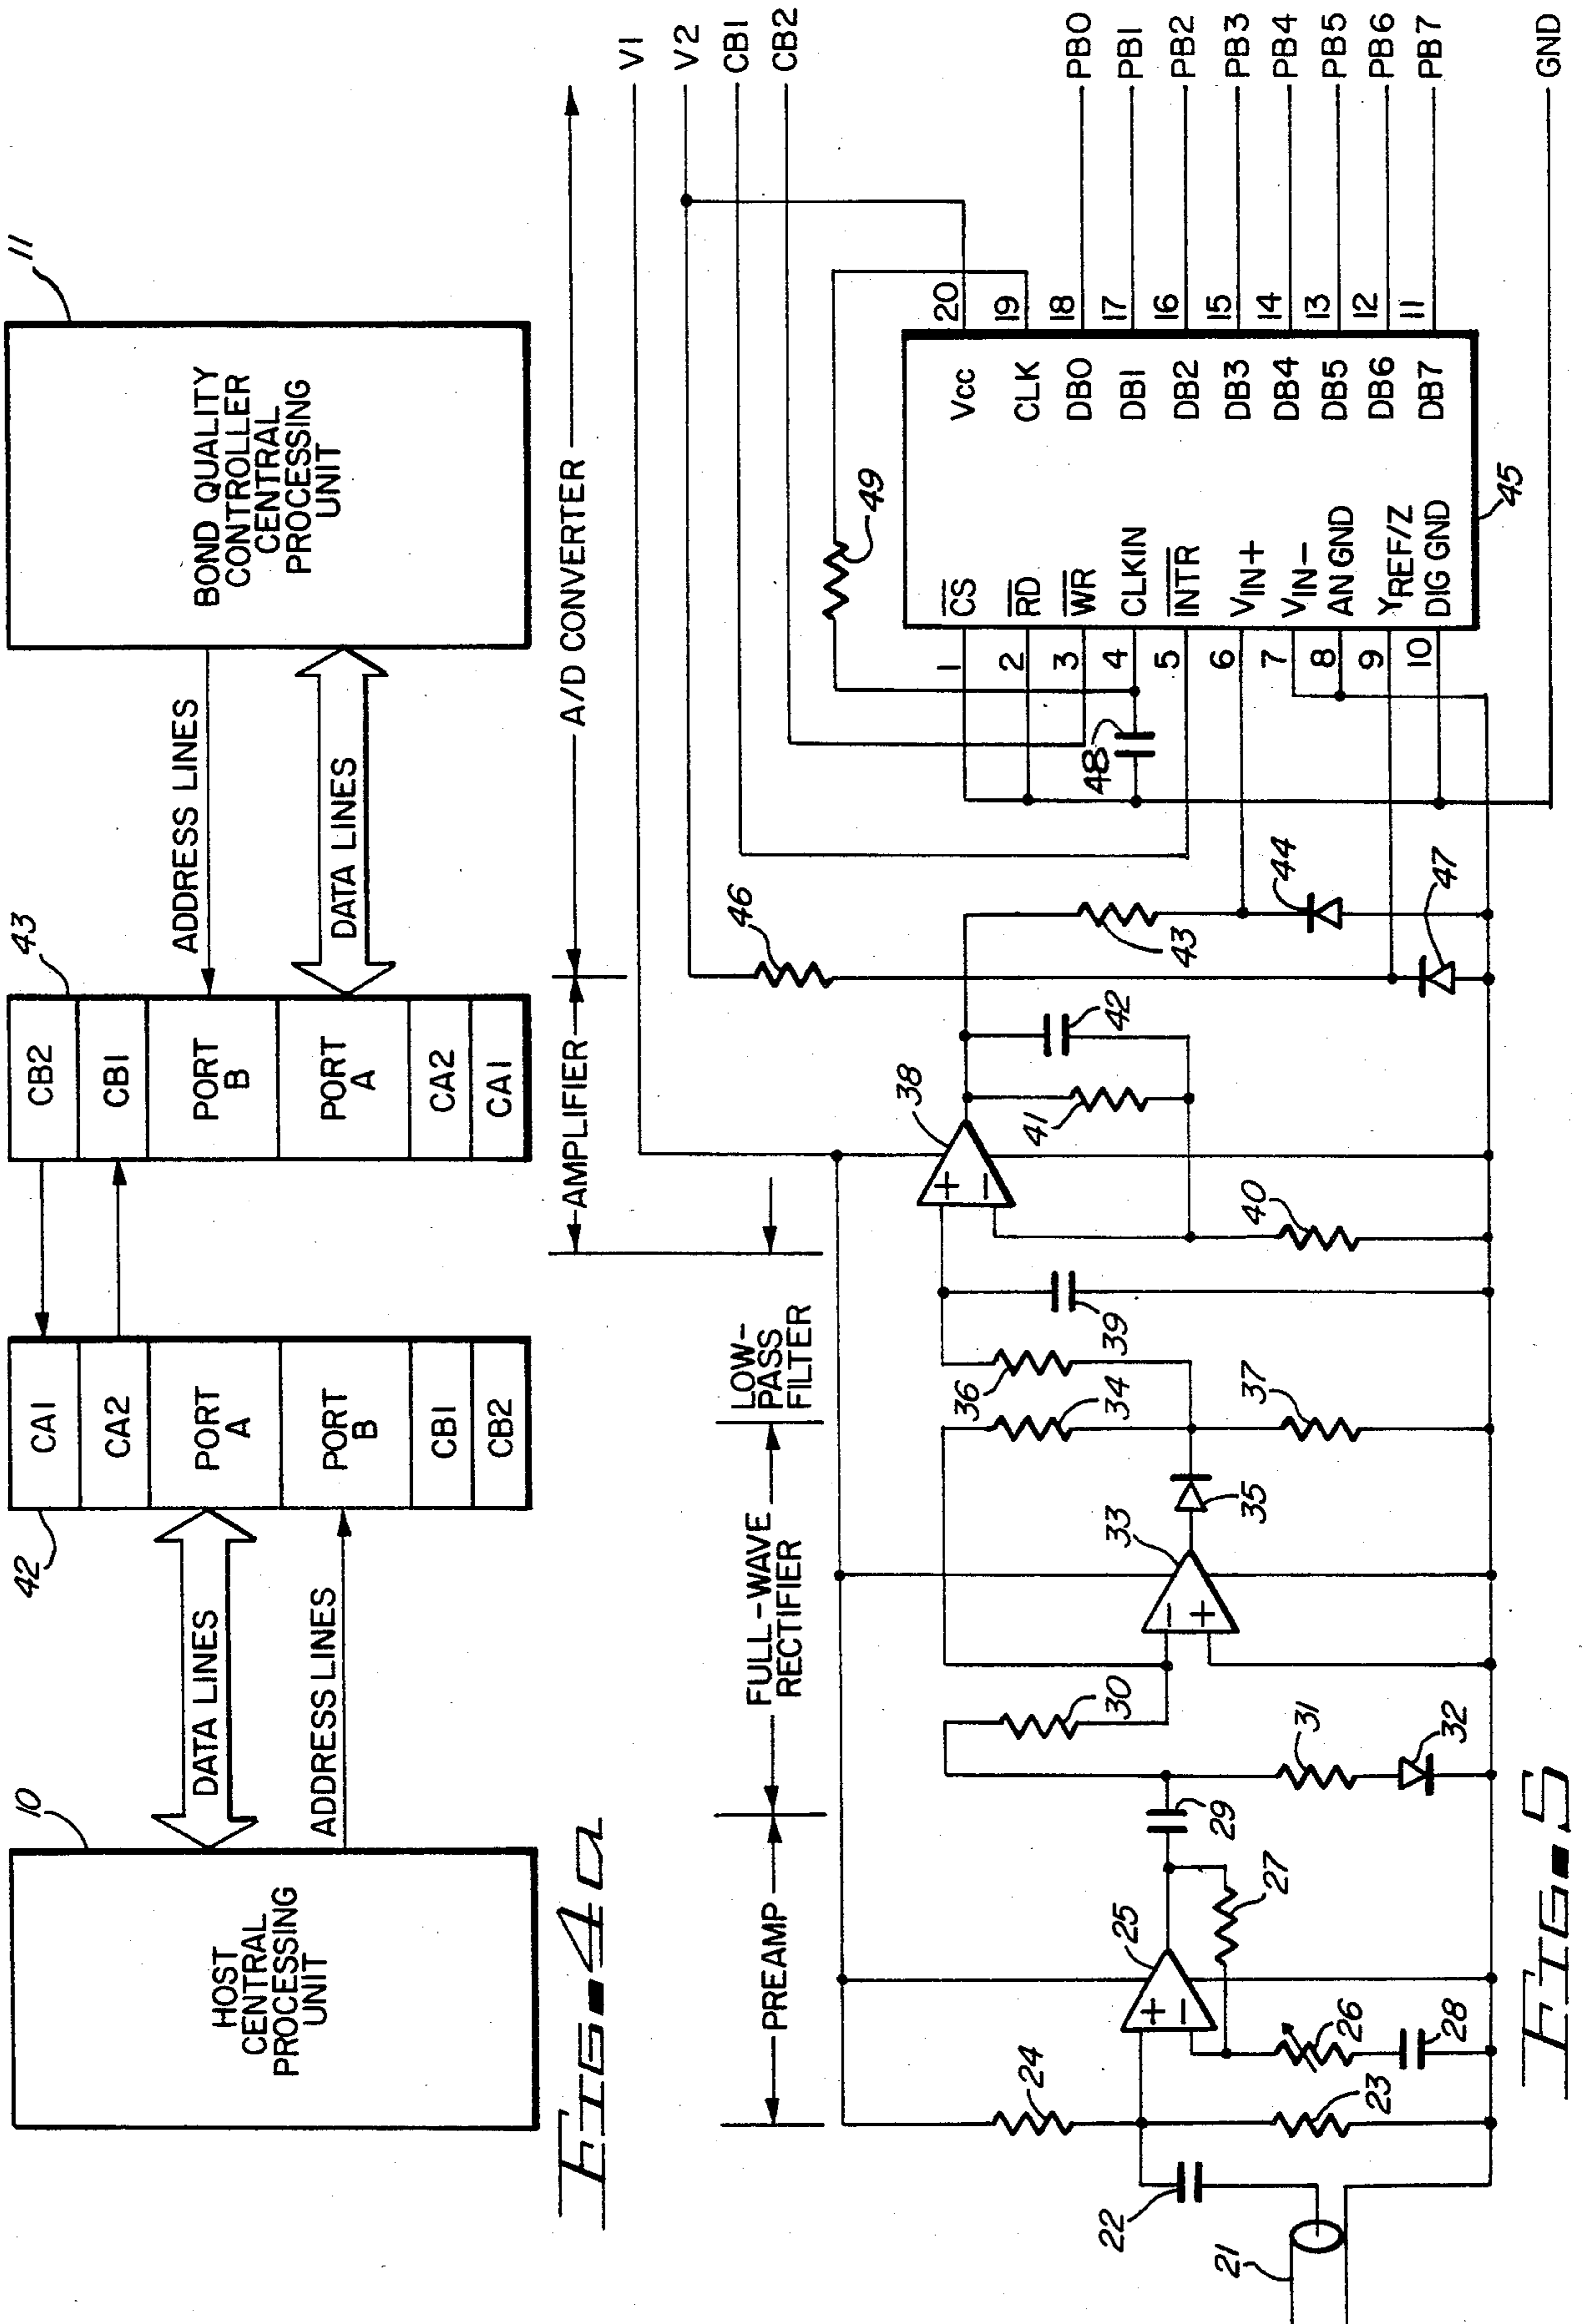 10
HOST
CENTRAL
PROCESSING
UNIT
DATA LINES
ADDRESS LINES
42
CA1
CA2
PORT
A
PORT
B
CB1
CB2
43
CB2
CB1
PORT
B
PORT
A
CA2
CA1
ADDRESS LINES
DATA LINES
11
BOND QUALITY
CONTROLLER
CENTRAL
PROCESSING
UNIT
FIG. 4a
PREAMP
FULL-WAVE
RECTIFIER
LOW-
PASS
FILTER
AMPLIFIER
A/D CONVERTER
V1
V2
CB1
CB2
21
22
23
24
25
+
−
26
27
28
29
30
31
32
33
−
+
34
35
36
37
38
+
−
39
40
41
42
43
44
46
47
48
49
45
1 CS
2 RD
3 WR
4 CLKIN
5 INTR
6 VIN+
7 VIN−
8 AN GND
9 YREF/Z
10 DIG GND
Vcc 20
CLK 19
DB0 18 PB0
DB1 17 PB1
DB2 16 PB2
DB3 15 PB3
DB4 14 PB4
DB5 13 PB5
DB6 12 PB6
DB7 11 PB7
GND
FIG. 5